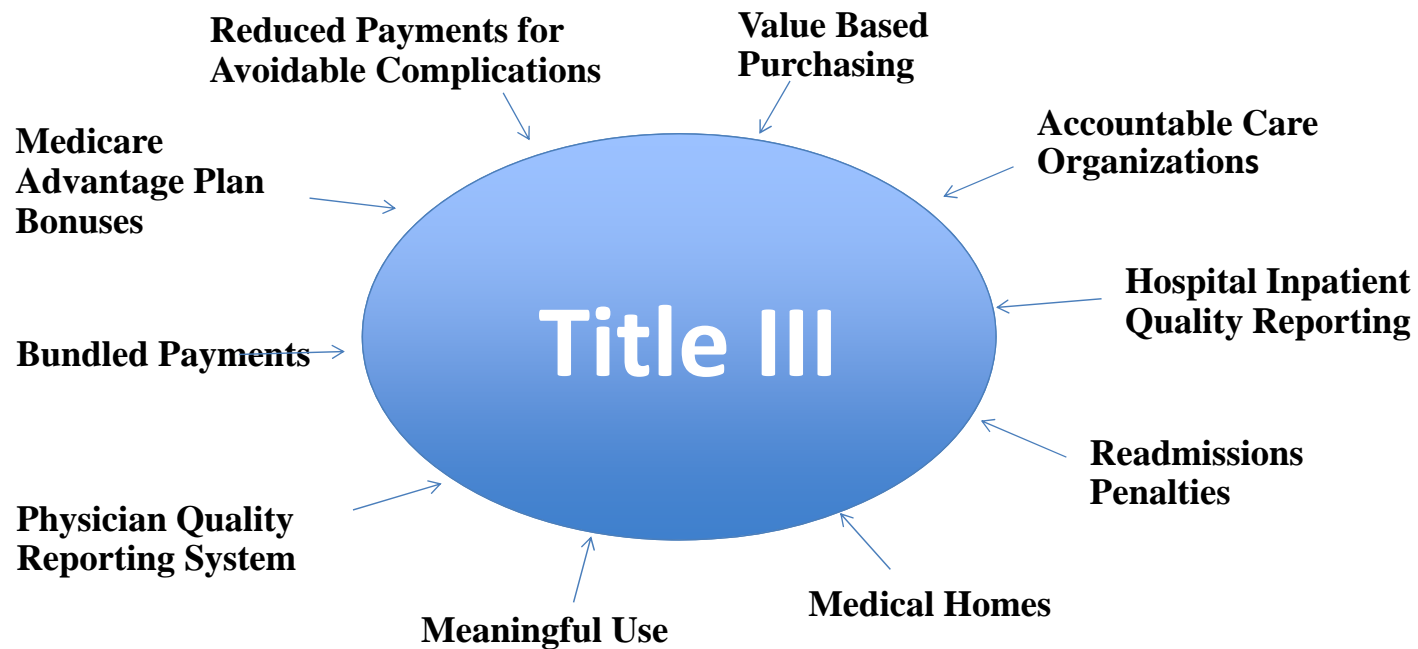 Reduced Payments for
Avoidable Complications
Value Based
Purchasing
Medicare
Advantage Plan
Bonuses
Accountable Care
Organizations
Hospital Inpatient
Quality Reporting
Title III
Bundled Payments
Readmissions
Penalties
Physician Quality
Reporting System
Medical Homes
Meaningful Use